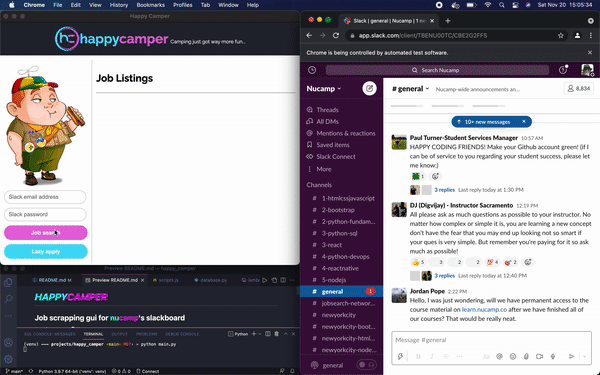 Chrome File Edit View History Bookmarks Profiles Tab Window Help
Sat Nov 20 15:05:34
Happy Camper
happycamper Camping just got way more fun...
Job Listings
Slack email address
Slack password
Job search
Lazy apply
Slack | general | Nucamp | 1 n
app.slack.com/client/TBENU00TC/CBE2G2FFS
Chrome is being controlled by automated test software.
Search Nucamp
Nucamp
Threads
All DMs
Mentions & reactions
Saved items
Slack Connect
More
Channels
# 1-htmlcssjavascript
# 2-bootstrap
# 2-python-fundam...
# 3-python-sql
# 3-react
# 4-python-devops
# 4-reactnative
# 5-nodejs
# general 1
# jobsearch-networ...
# newyorkcity
# newyorkcity-boot...
# newyorkcity-html...
# newyorkcity-node...
general
# general
Nucamp-wide announcements an...
8,834
10+ new messages
Paul Turner-Student Services Manager 10:57 AM
HAPPY CODING FRIENDS! Make your Github account green! (if I
can be of service to you regarding your student success, please let
me know:)
1
3 replies Last reply today at 1:30 PM
DJ (Digvijay) - Instructor Sacramento 12:19 PM
All please ask as much questions as possible to your instructor. No
matter how complex or simple it is, you are learning a new concept
don't have the fear that you may end up looking not so smart if
your ques is very simple. But remember you're paying for it so ask
much as possible!
5 3 2 2 4 2
3 replies Last reply today at 12:40 PM
Jordan Pope 2:22 PM
Hello, I was just wondering, will we have permanent access to the
course material on learn.nucamp.co after we have finished all
of our courses? That would be really neat.
Message #general
Preview README.md — happy_camper
README.md
Preview README.md
scripts.py
database.py
HAPPYCAMPER
Job scrapping gui for nucamp's slackboard
TERMINAL
OUTPUT
PROBLEMS
DEBUG CONSOLE
Python
(venv) ~~~ projects/happy_camper
python main.py
main*
Python 3.9.7 64-bit ('venv': venv)
0
0
Connect